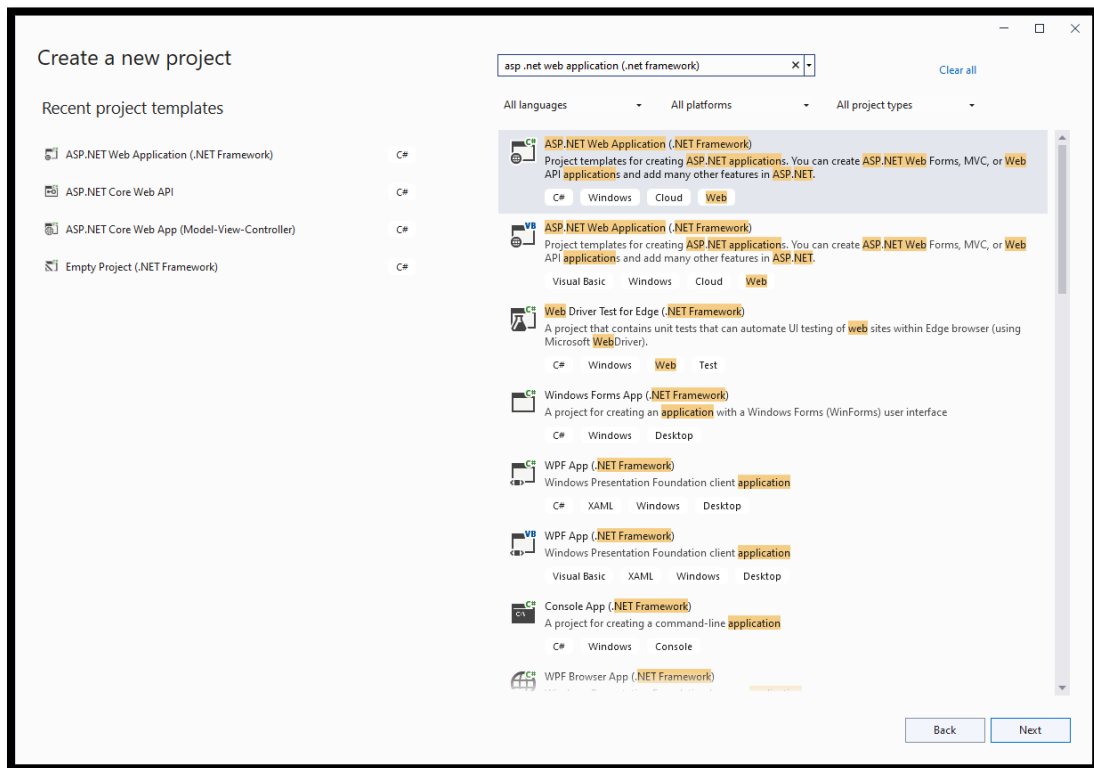 Create a new project
asp .net web application (.net framework)
Clear all
Recent project templates
All languages
All platforms
All project types
ASP.NET Web Application (.NET Framework) C#
ASP.NET Core Web API C#
ASP.NET Core Web App (Model-View-Controller) C#
Empty Project (.NET Framework) C#
C#
ASP.NET Web Application (.NET Framework)
Project templates for creating ASP.NET applications. You can create ASP.NET Web Forms, MVC, or Web
API applications and add many other features in ASP.NET.
C# Windows Cloud Web
VB
ASP.NET Web Application (.NET Framework)
Project templates for creating ASP.NET applications. You can create ASP.NET Web Forms, MVC, or Web
API applications and add many other features in ASP.NET.
Visual Basic Windows Cloud Web
C#
Web Driver Test for Edge (.NET Framework)
A project that contains unit tests that can automate UI testing of web sites within Edge browser (using
Microsoft WebDriver).
C# Windows Web Test
C#
Windows Forms App (.NET Framework)
A project for creating an application with a Windows Forms (WinForms) user interface
C# Windows Desktop
C#
WPF App (.NET Framework)
Windows Presentation Foundation client application
C# XAML Windows Desktop
VB
WPF App (.NET Framework)
Windows Presentation Foundation client application
Visual Basic XAML Windows Desktop
C#
Console App (.NET Framework)
A project for creating a command-line application
C# Windows Console
C#
WPF Browser App (.NET Framework)
Back
Next